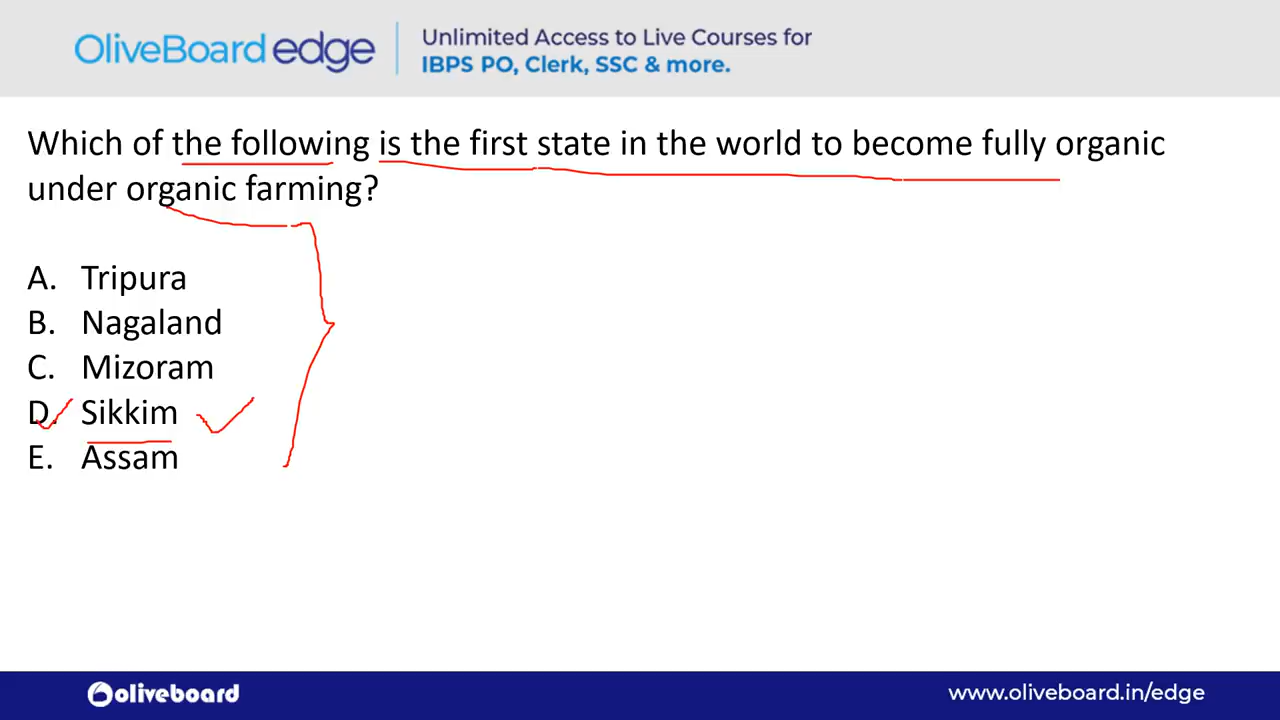 OliveBoard edge
Unlimited Access to Live Courses for
IBPS PO, Clerk, SSC & more.
Which of the following is the first state in the world to become fully organic
under organic farming?
A. Tripura
B. Nagaland
C. Mizoram
D. Sikkim
E. Assam
oliveboard
www.oliveboard.in/edge